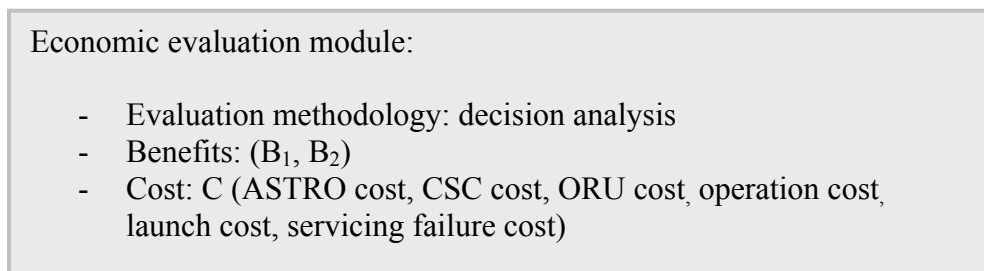 Economic evaluation module:
- Evaluation methodology: decision analysis
- Benefits: (B₁, B₂)
- Cost: C (ASTRO cost, CSC cost, ORU cost, operation cost,
launch cost, servicing failure cost)